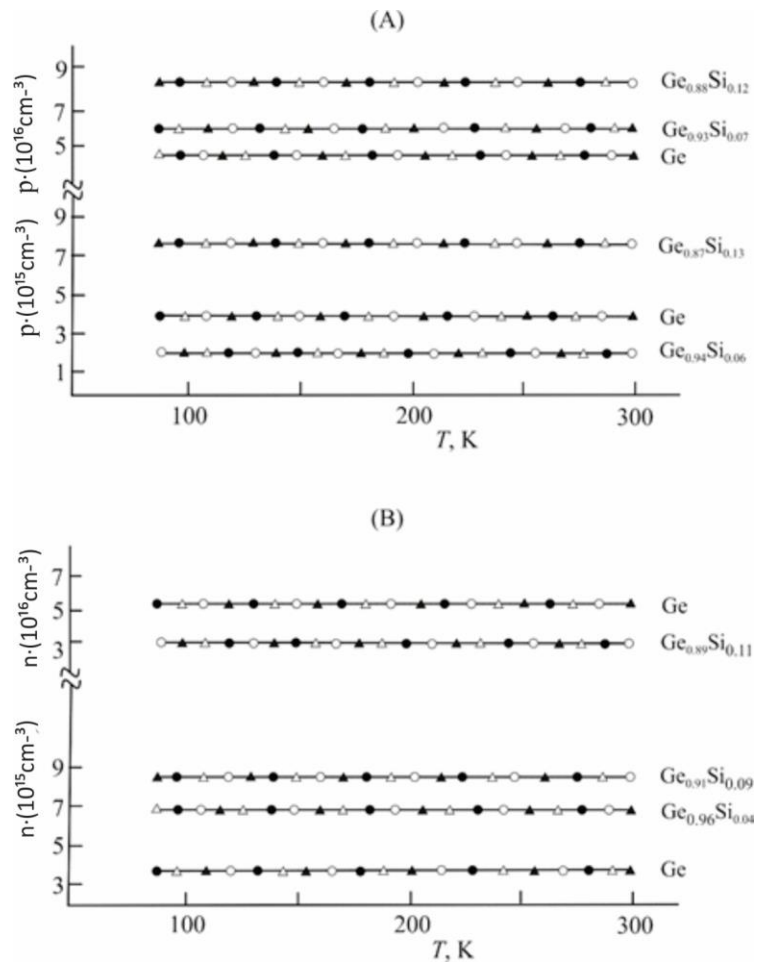 (A)
p·(10¹⁶cm-³)
9
7
5
Ge0.88Si0.12
Ge0.93Si0.07
Ge
p·(10¹⁵cm-³)
9
7
5
3
1
Ge0.87Si0.13
Ge
Ge0.94Si0.06
100 200 300
T, K
(B)
n·(10¹⁶cm-³)
7
5
3
Ge
Ge0.89Si0.11
n·(10¹⁵cm-³)
9
7
5
3
Ge0.91Si0.09
Ge0.96Si0.04
Ge
100 200 300
T, K